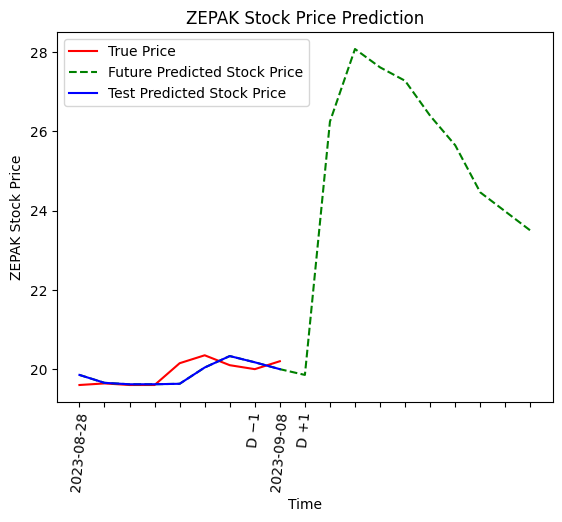 ZEPAK Stock Price Prediction
True Price
Future Predicted Stock Price
Test Predicted Stock Price
ZEPAK Stock Price
28
26
24
22
20
2023-08-28
D −1
2023-09-08
D +1
Time